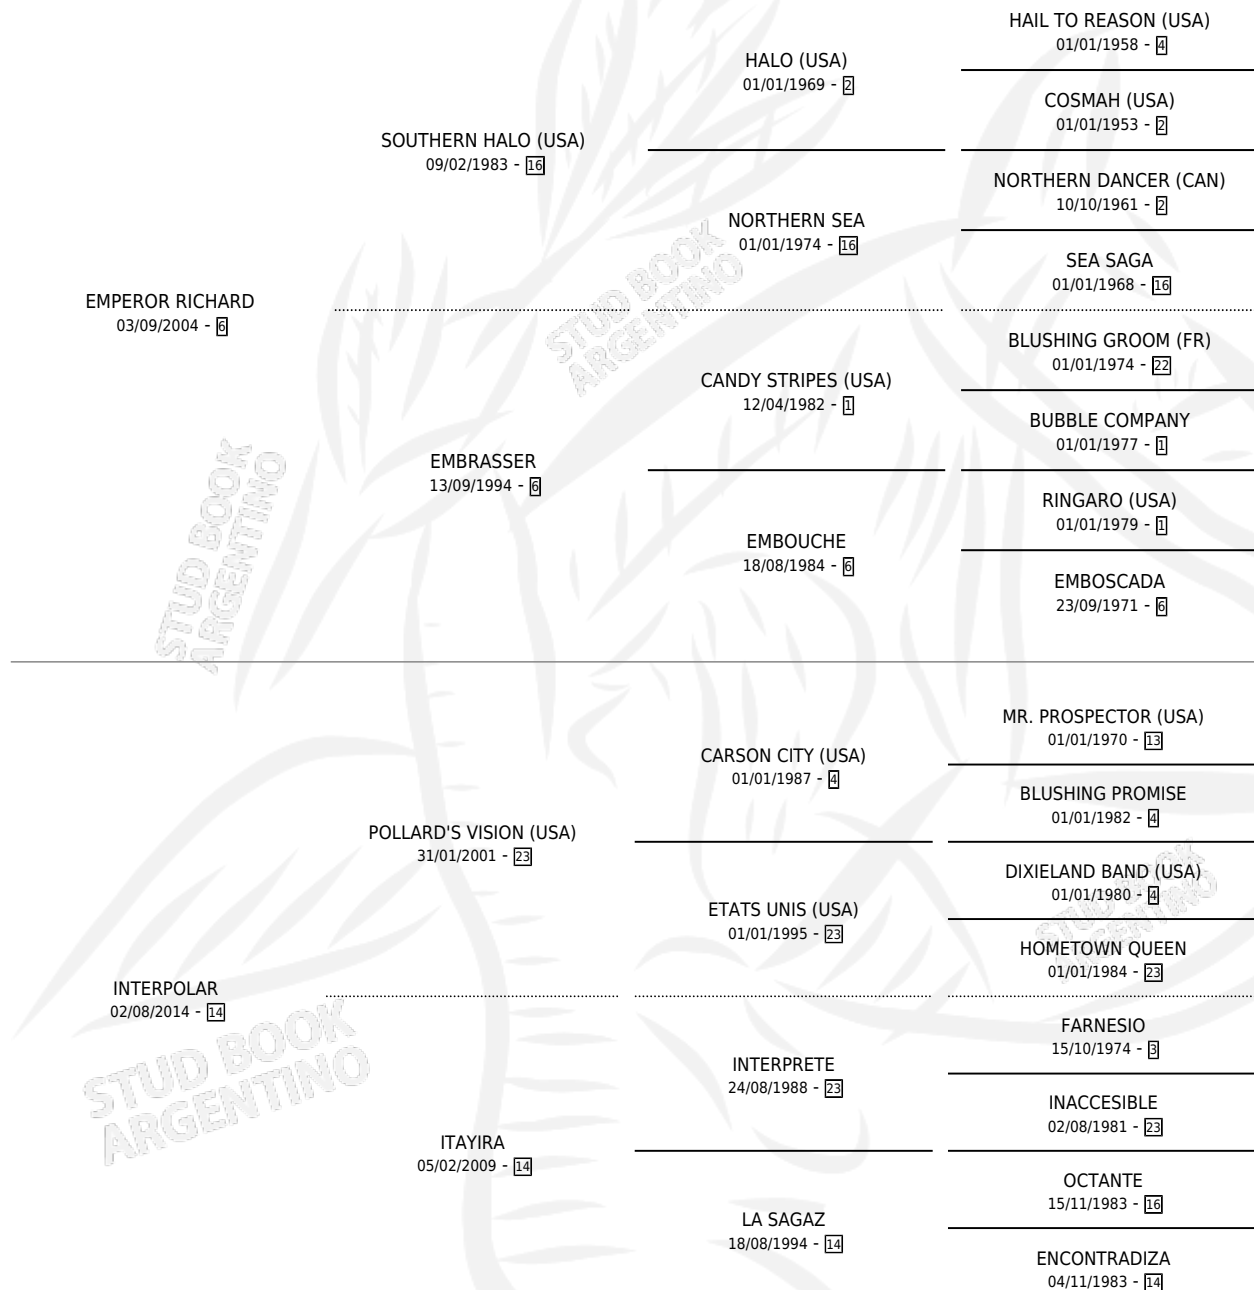 HAIL TO REASON (USA)
01/01/1958 - 4
HALO (USA)
01/01/1969 - 2
COSMAH (USA)
01/01/1953 - 2
SOUTHERN HALO (USA)
09/02/1983 - 16
NORTHERN DANCER (CAN)
10/10/1961 - 2
NORTHERN SEA
01/01/1974 - 16
SEA SAGA
01/01/1968 - 16
EMPEROR RICHARD
03/09/2004 - 6
STUD BOOK
ARGENTINO
BLUSHING GROOM (FR)
01/01/1974 - 22
CANDY STRIPES (USA)
12/04/1982 - 1
BUBBLE COMPANY
01/01/1977 - 1
EMBRASSER
13/09/1994 - 6
RINGARO (USA)
01/01/1979 - 1
EMBOUCHE
18/08/1984 - 6
EMBOSCADA
23/09/1971 - 6
STUD BOOK
ARGENTINO
MR. PROSPECTOR (USA)
01/01/1970 - 13
CARSON CITY (USA)
01/01/1987 - 4
BLUSHING PROMISE
01/01/1982 - 4
POLLARD'S VISION (USA)
31/01/2001 - 23
DIXIELAND BAND (USA)
01/01/1980 - 4
ETATS UNIS (USA)
01/01/1995 - 23
STUD BOOK
ARGENTINO
HOMETOWN QUEEN
01/01/1984 - 23
INTERPOLAR
02/08/2014 - 14
STUD BOOK
ARGENTINO
FARNESIO
15/10/1974 - 3
INTERPRETE
24/08/1988 - 23
INACCESIBLE
02/08/1981 - 23
ITAYIRA
05/02/2009 - 14
OCTANTE
15/11/1983 - 16
LA SAGAZ
18/08/1994 - 14
ENCONTRADIZA
04/11/1983 - 14